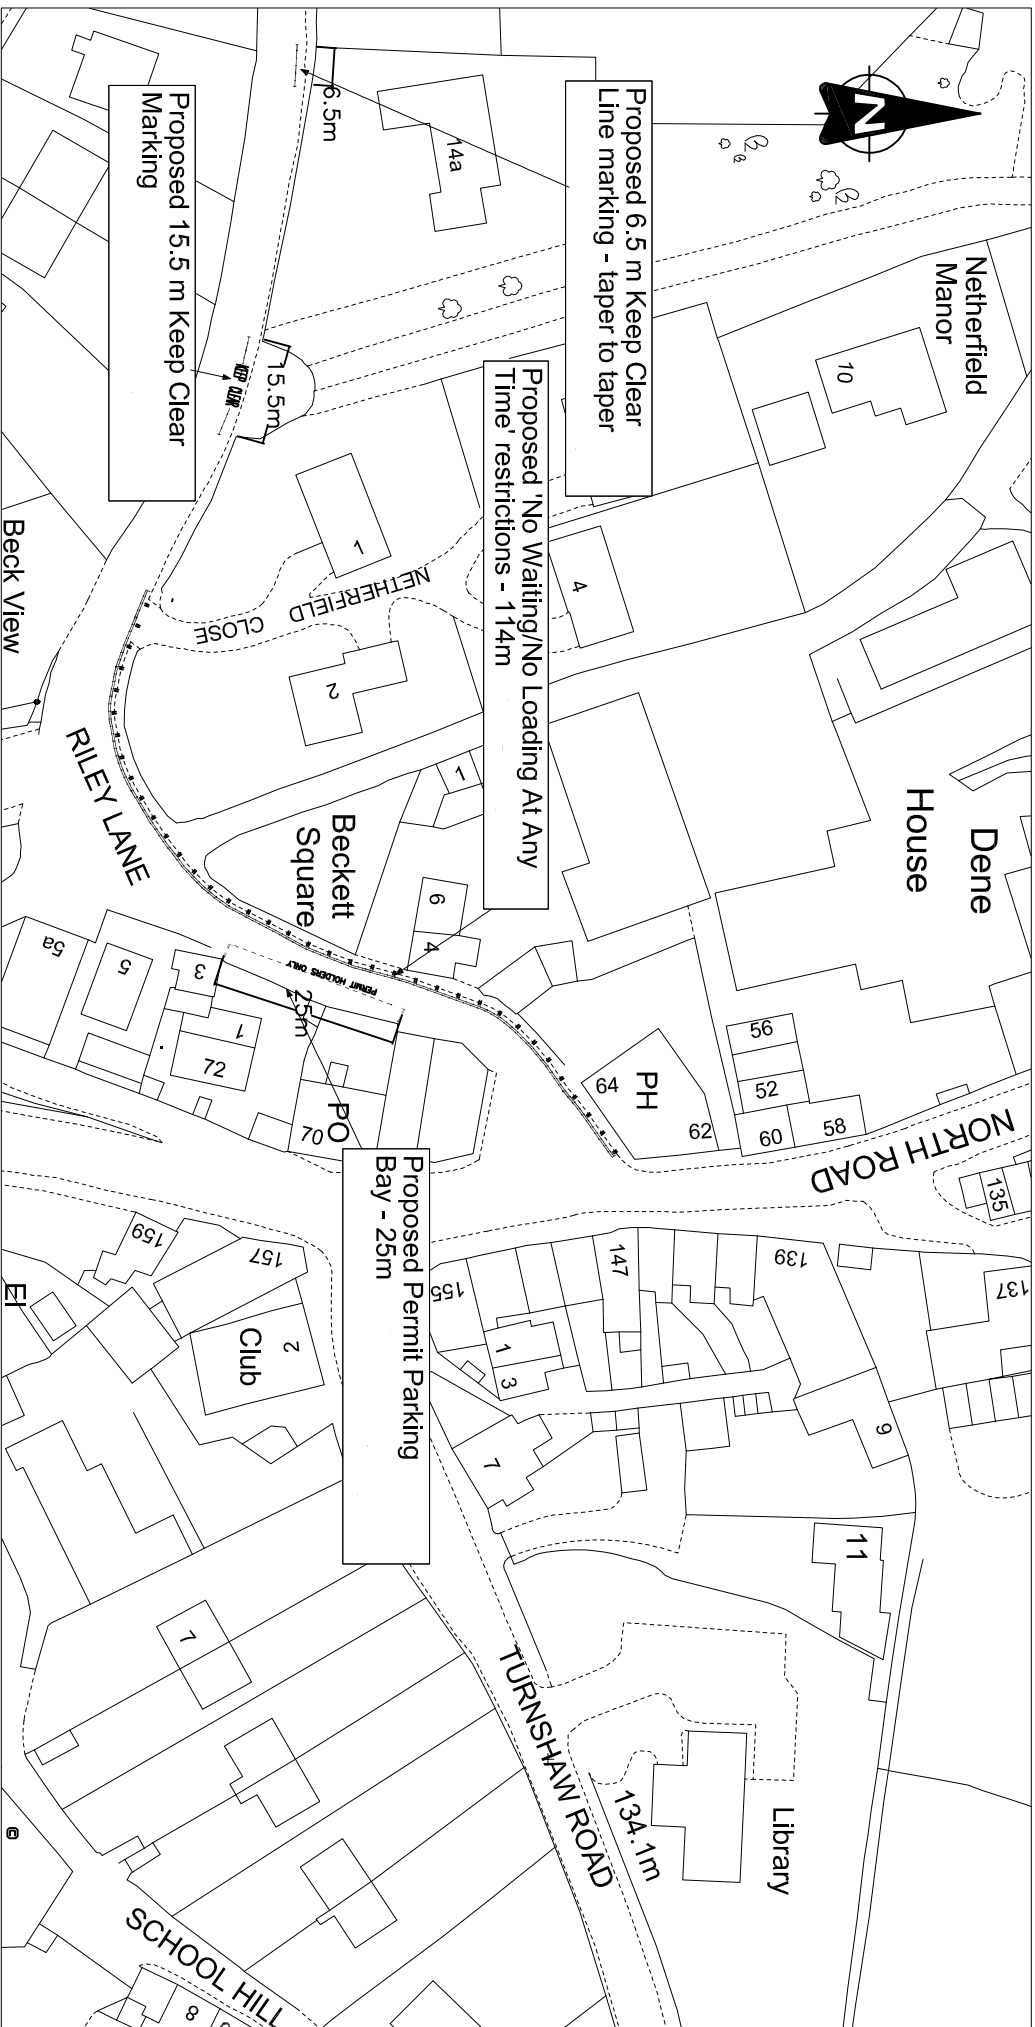 N
Proposed 6.5 m Keep Clear
Line marking - taper to taper
Proposed 15.5 m Keep Clear
Marking
Proposed 'No Waiting/No Loading At Any
Time' restrictions - 114m
Proposed Permit Parking
Bay - 25m
6.5m
14a
15.5m
KEEP CLEAR
Netherfield
Manor
10
1
4
NETHERFIELD
CLOSE
2
Beck View
RILEY LANE
Beckett
Square
1
6
4
Dene
House
PERMIT HOLDERS ONLY
25m
5a
5
3
1
72
PO
70
PH
64
62
56
52
60
58
NORTH ROAD
135
137
139
147
155
1
3
157
159
El
Club
2
7
9
11
7
TURNSHAW ROAD
134.1m
Library
SCHOOL HILL
8
©